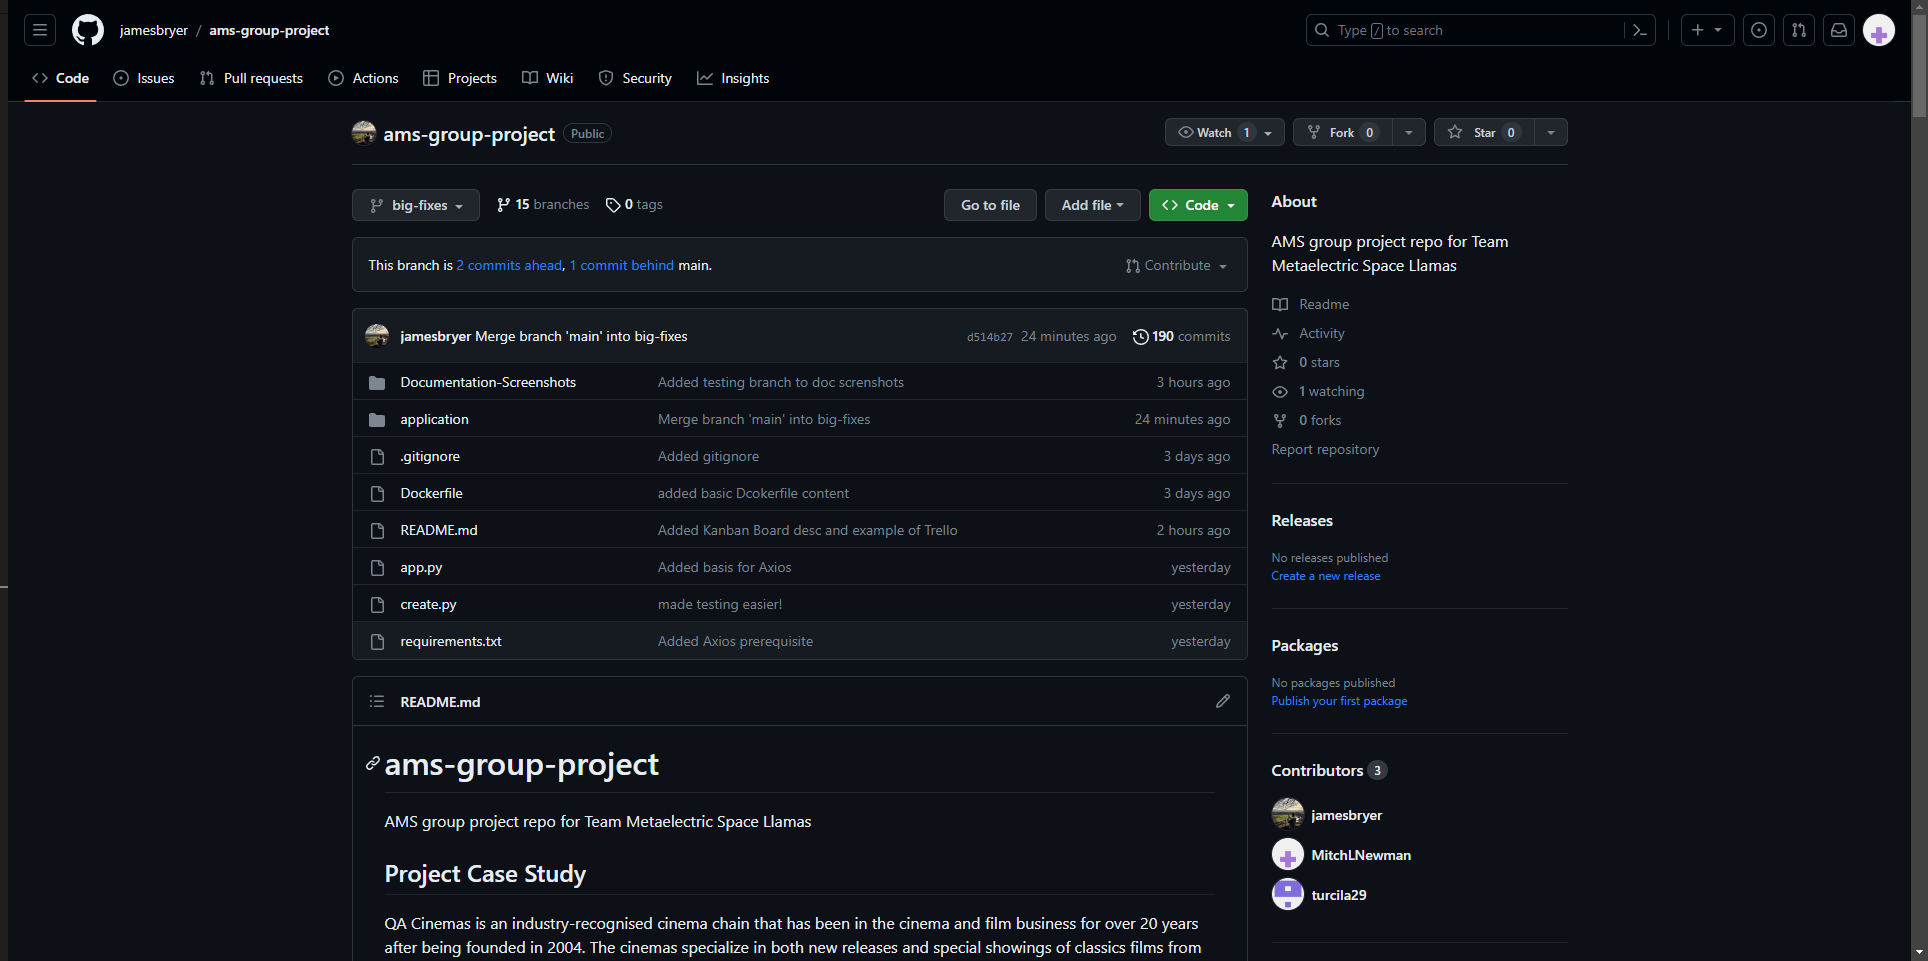 jamesbryer / ams-group-project
Type / to search
Code Issues Pull requests Actions Projects Wiki Security Insights
ams-group-project Public
Watch 1 Fork 0 Star 0
big-fixes 15 branches 0 tags Go to file Add file Code
This branch is 2 commits ahead, 1 commit behind main. Contribute
jamesbryer Merge branch 'main' into big-fixes d514b27 24 minutes ago 190 commits
Documentation-Screenshots Added testing branch to doc screnshots 3 hours ago
application Merge branch 'main' into big-fixes 24 minutes ago
.gitignore Added gitignore 3 days ago
Dockerfile added basic Dcokerfile content 3 days ago
README.md Added Kanban Board desc and example of Trello 2 hours ago
app.py Added basis for Axios yesterday
create.py made testing easier! yesterday
requirements.txt Added Axios prerequisite yesterday
README.md
ams-group-project
AMS group project repo for Team Metaelectric Space Llamas
Project Case Study
QA Cinemas is an industry-recognised cinema chain that has been in the cinema and film business for over 20 years
after being founded in 2004. The cinemas specialize in both new releases and special showings of classics films from
About
AMS group project repo for Team
Metaelectric Space Llamas
Readme
Activity
0 stars
1 watching
0 forks
Report repository
Releases
No releases published
Create a new release
Packages
No packages published
Publish your first package
Contributors 3
jamesbryer
MitchLNewman
turcila29